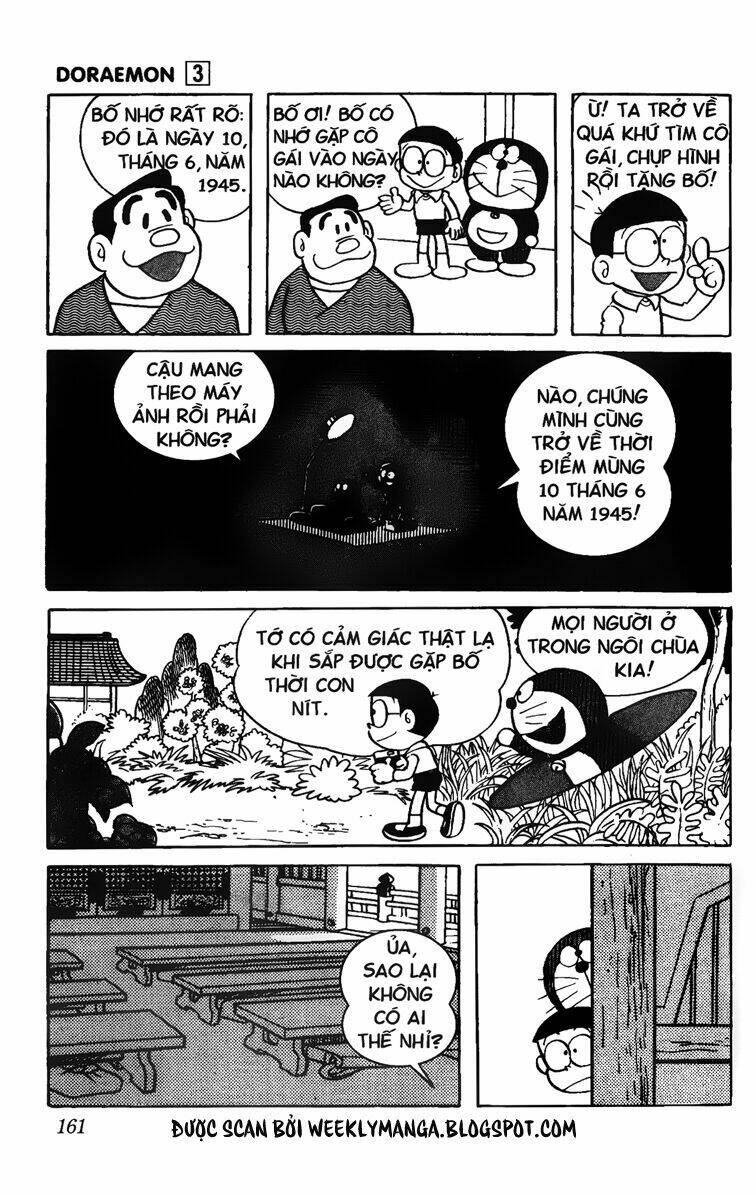 DORAEMON 3
Ừ! TA TRỞ VỀ
QUÁ KHỨ TÌM CÔ
GÁI, CHỤP HÌNH
RỒI TẶNG BỐ!
BỐ ƠI! BỐ CÓ
NHỚ GẶP CÔ
GÁI VÀO NGÀY
NÀO KHÔNG?
BỐ NHỚ RẤT RÕ:
ĐÓ LÀ NGÀY 10,
THÁNG 6, NĂM
1945.
NÀO, CHÚNG
MÌNH CÙNG
TRỞ VỀ THỜI
ĐIỂM MÙNG
10 THÁNG 6
NĂM 1945!
CẬU MANG
THEO MÁY
ẢNH RỒI PHẢI
KHÔNG?
MỌI NGƯỜI Ở
TRONG NGÔI CHÙA
KIA!
TỚ CÓ CẢM GIÁC THẬT LẠ
KHI SẮP ĐƯỢC GẶP BỐ
THỜI CON
NÍT.
ỦA,
SAO LẠI
KHÔNG
CÓ AI
THẾ NHỈ?
161
ĐƯỢC SCAN BỞI WEEKLYMANGA.BLOGSPOT.COM